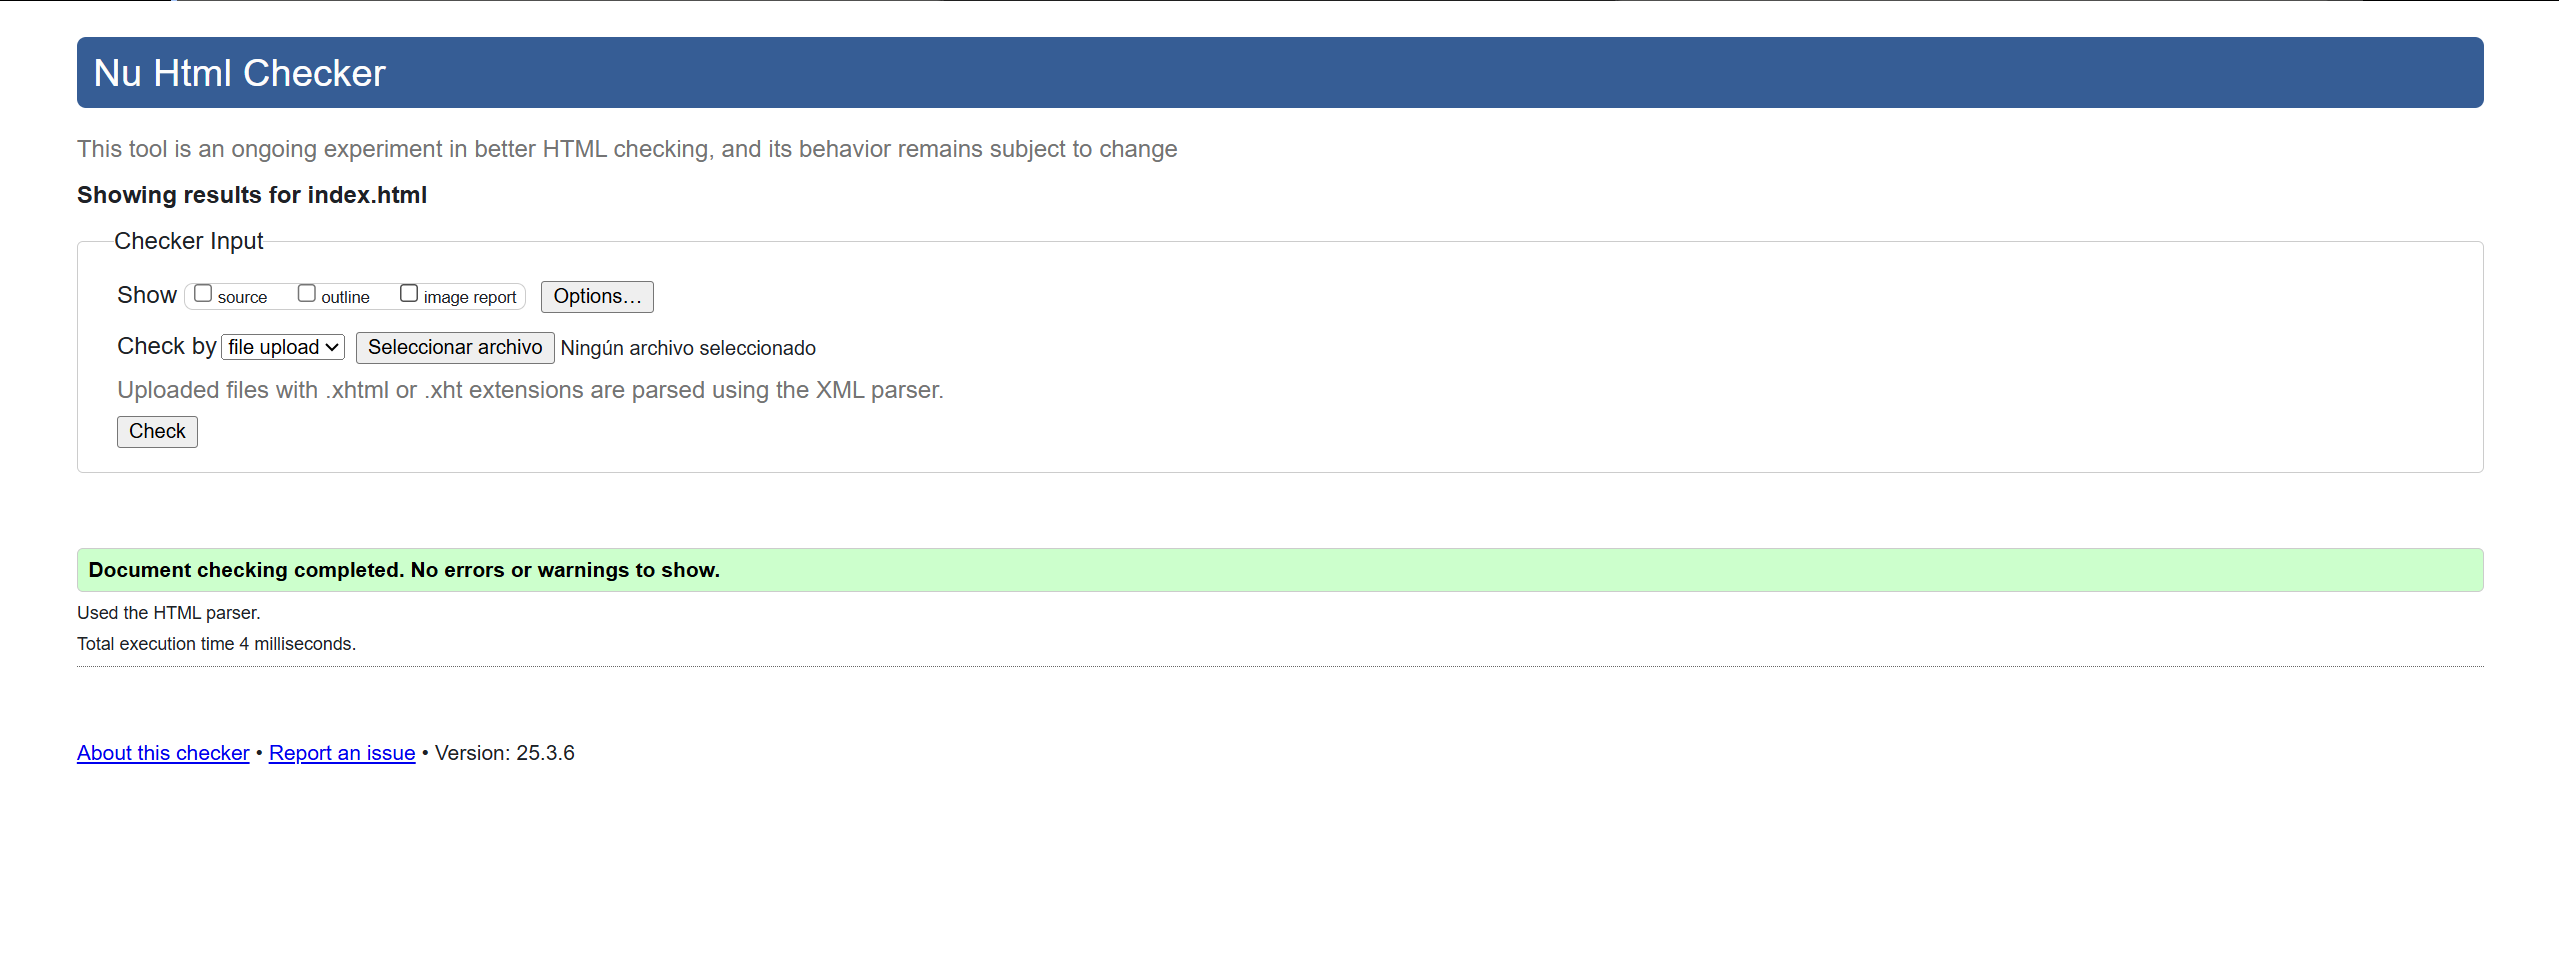 Nu Html Checker
This tool is an ongoing experiment in better HTML checking, and its behavior remains subject to change
Showing results for index.html
Checker Input
Show source outline image report Options...
Check by file upload Seleccionar archivo Ningún archivo seleccionado
Uploaded files with .xhtml or .xht extensions are parsed using the XML parser.
Check
Document checking completed. No errors or warnings to show.
Used the HTML parser.
Total execution time 4 milliseconds.
About this checker • Report an issue • Version: 25.3.6